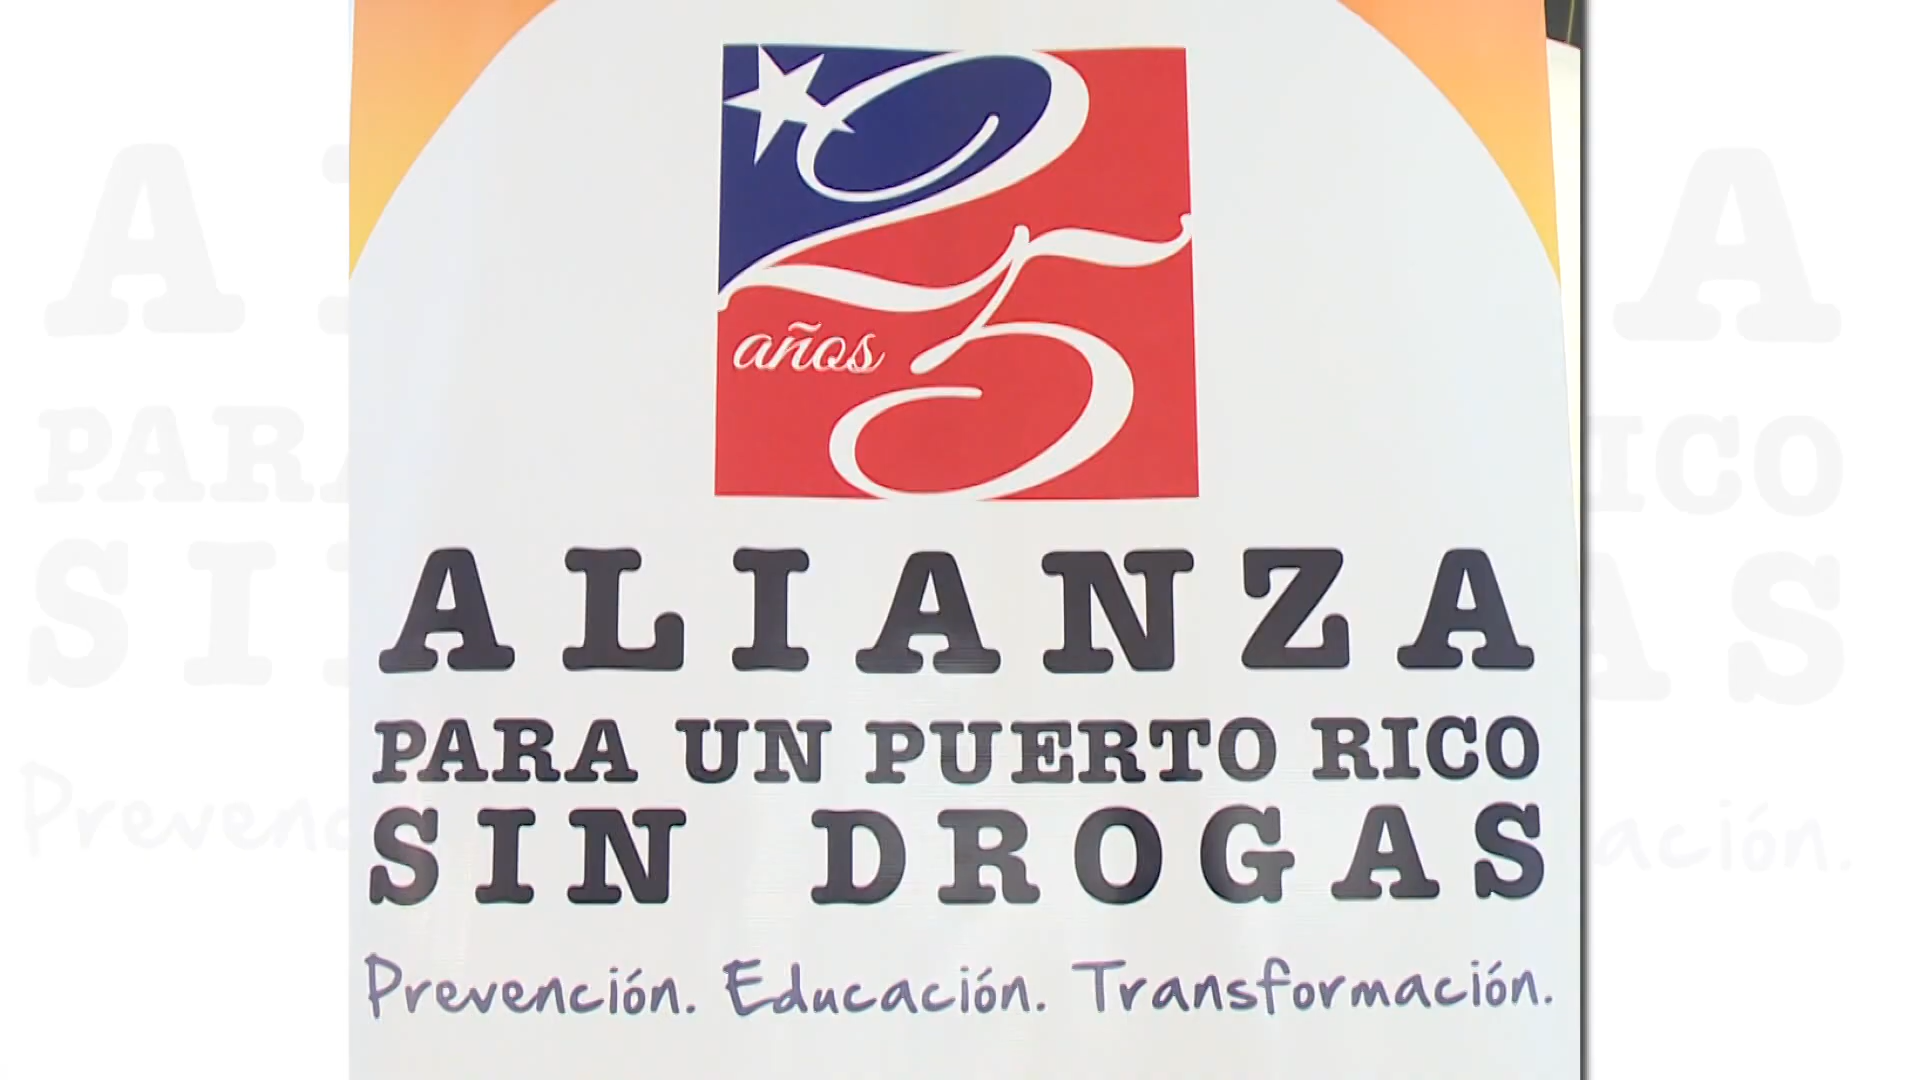 25
años
ALIANZA
PARA UN PUERTO RICO
SIN DROGAS
Prevención. Educación. Transformación.